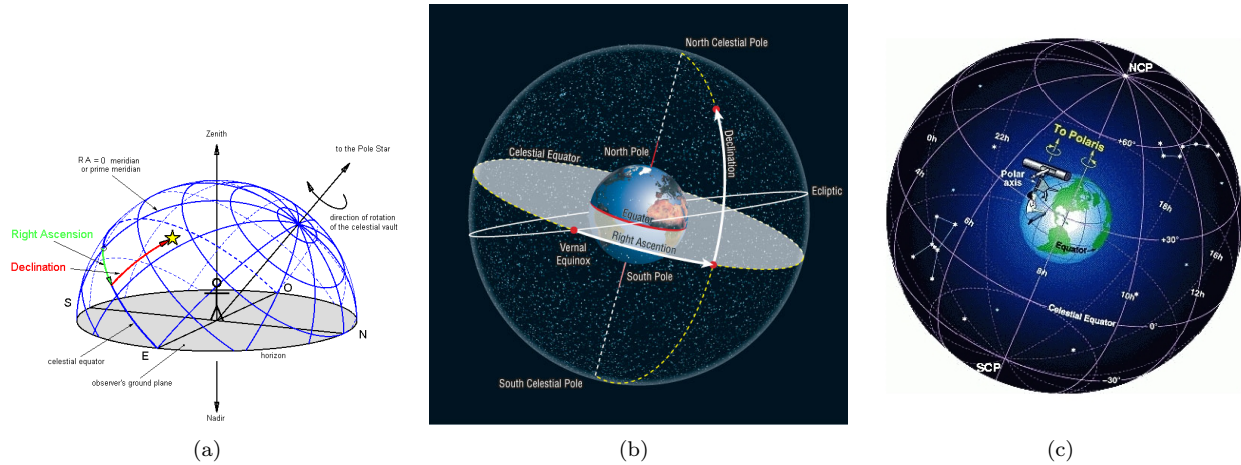 Zenith
RA = 0 meridian
or prime meridian
to the Pole Star
direction of rotation
of the celestial vault
Right Ascension
Declination
S
O
N
E
celestial equator
horizon
observer's ground plane
Nadir
(a)
North Celestial Pole
Declination
Celestial Equator
North Pole
Ecliptic
Equator
Right Ascention
Vernal
Equinox
South Pole
South Celestial Pole
(b)
NCP
To Polaris
+60°
0h
22h
4h
Polar
axis
18h
6h
Equator
+30°
16h
8h
10h
12h
Celestial Equator
0°
SCP
-30°
(c)